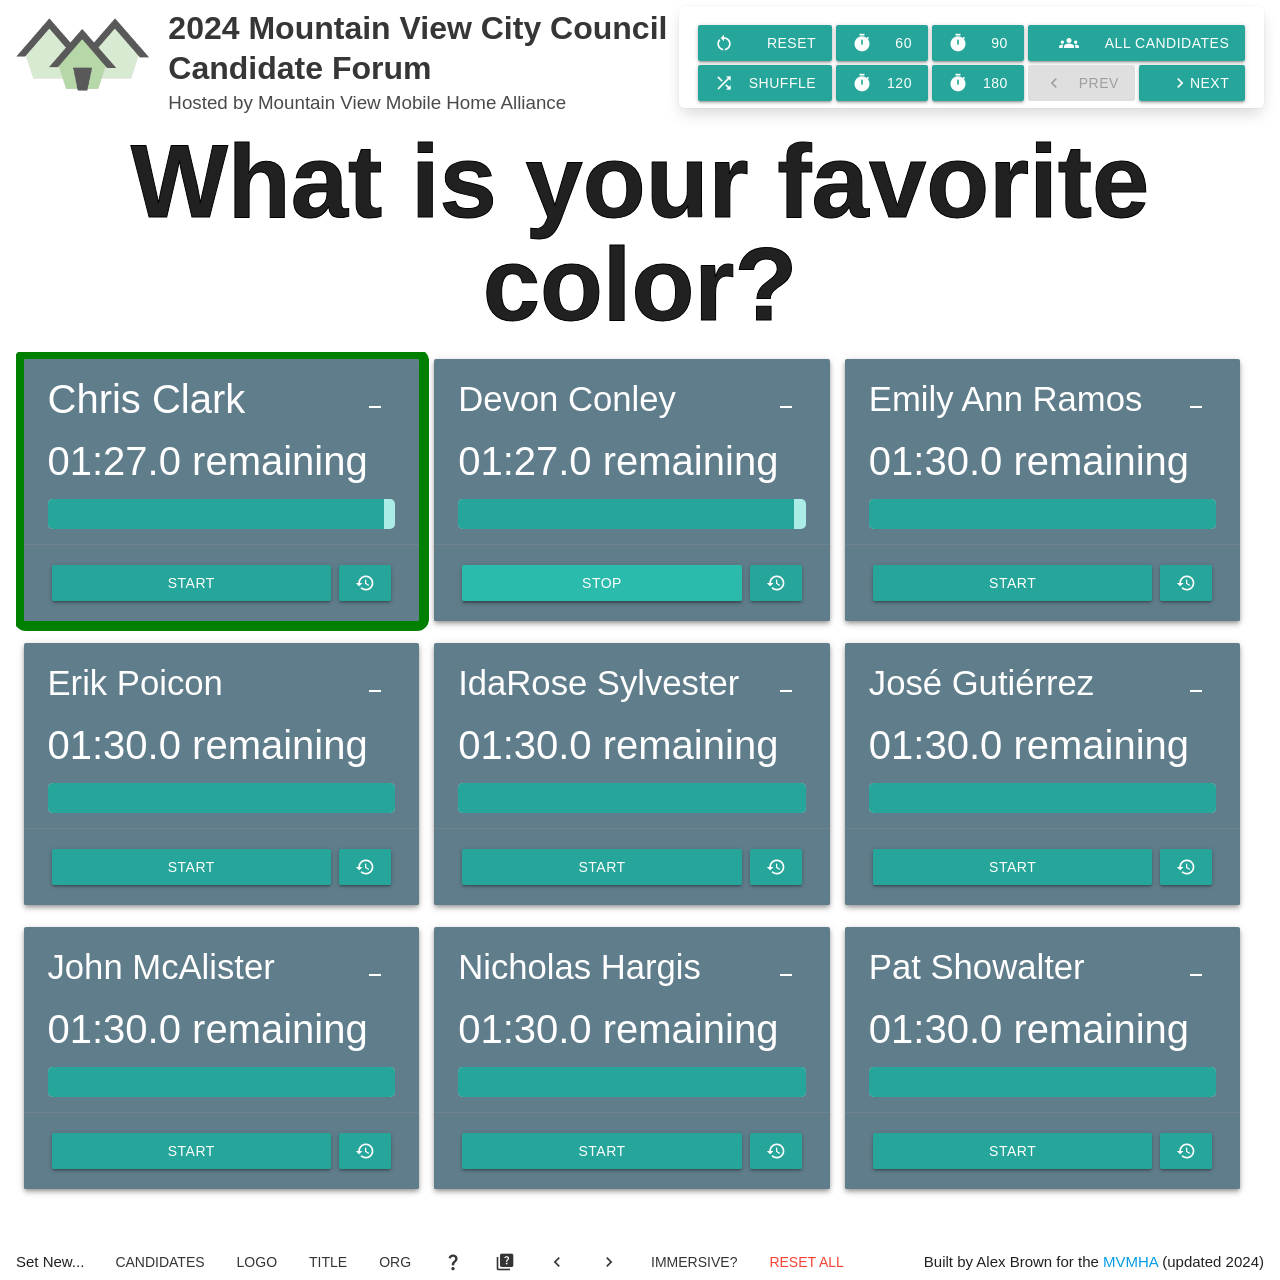 2024 Mountain View City Council
Candidate Forum
Hosted by Mountain View Mobile Home Alliance
RESET 60 90 ALL CANDIDATES
SHUFFLE 120 180 PREV NEXT
What is your favorite
color?
Chris Clark
01:27.0 remaining
START
Devon Conley
01:27.0 remaining
STOP
Emily Ann Ramos
01:30.0 remaining
START
Erik Poicon
01:30.0 remaining
START
IdaRose Sylvester
01:30.0 remaining
START
José Gutiérrez
01:30.0 remaining
START
John McAlister
01:30.0 remaining
START
Nicholas Hargis
01:30.0 remaining
START
Pat Showalter
01:30.0 remaining
START
Set New... CANDIDATES LOGO TITLE ORG IMMERSIVE? RESET ALL Built by Alex Brown for the MVMHA (updated 2024)